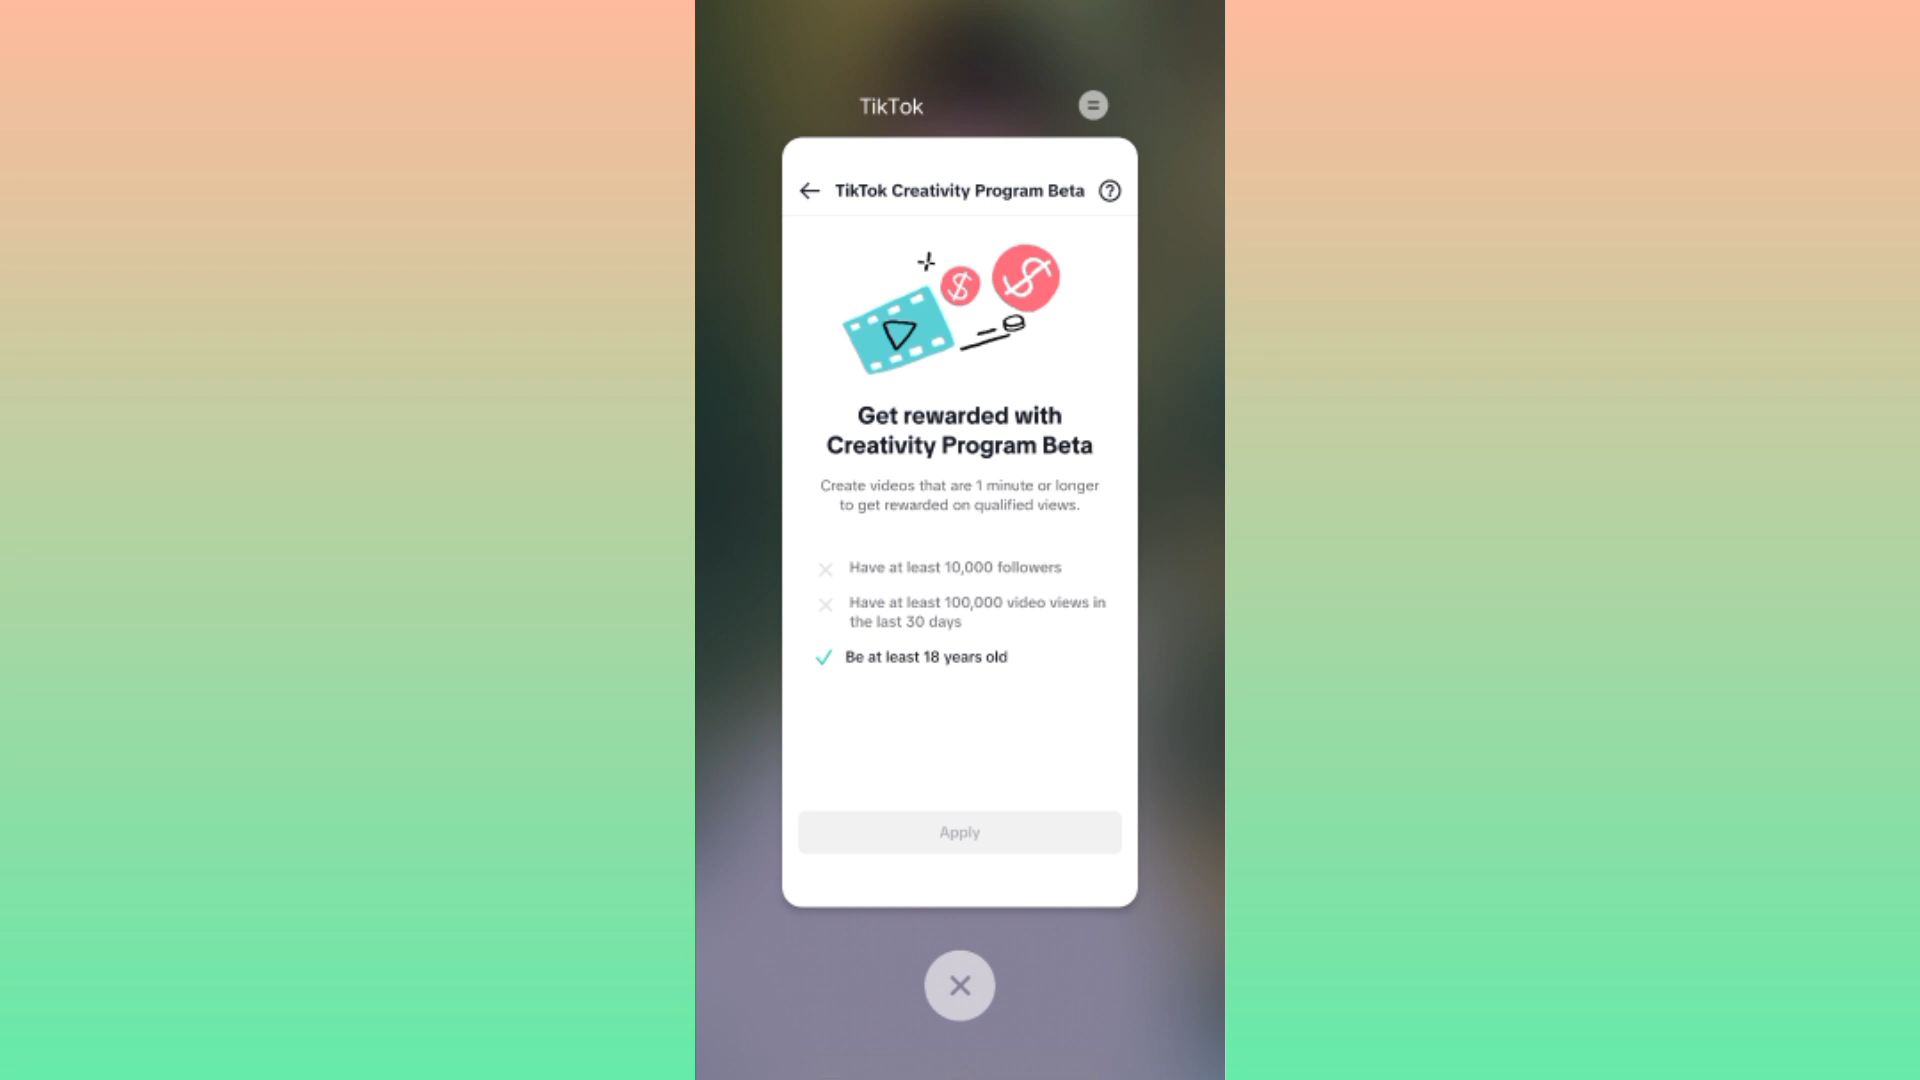 TikTok
TikTok Creativity Program Beta
Get rewarded with
Creativity Program Beta
Create videos that are 1 minute or longer
to get rewarded on qualified views.
Have at least 10,000 followers
Have at least 100,000 video views in
the last 30 days
Be at least 18 years old
Apply